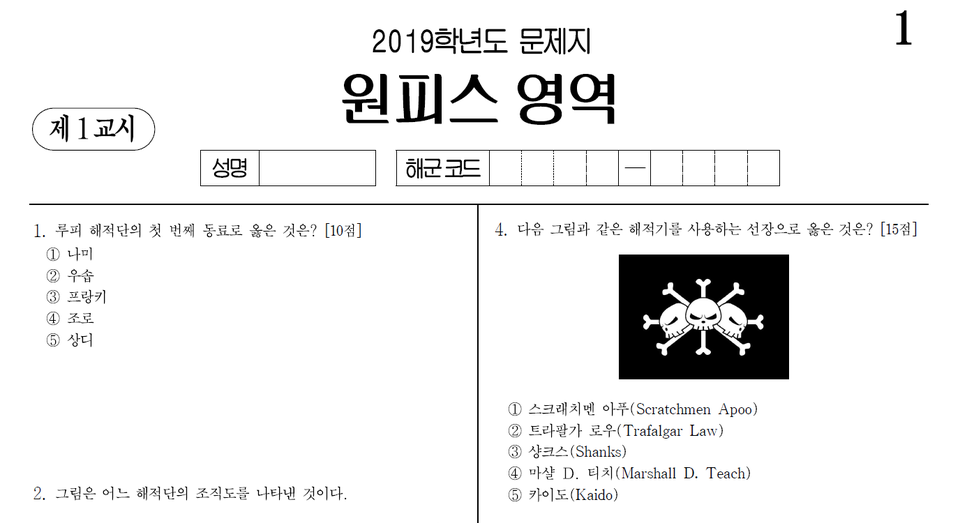 2019학년도 문제지
1
원피스 영역
제 1 교시
성명
해군 코드
—
1. 루피 해적단의 첫 번째 동료로 옳은 것은? [10점]
① 나미
② 우솝
③ 프랑키
④ 조로
⑤ 상디
2. 그림은 어느 해적단의 조직도를 나타낸 것이다.
4. 다음 그림과 같은 해적기를 사용하는 선장으로 옳은 것은? [15점]
① 스크래치멘 아푸(Scratchmen Apoo)
② 트라팔가 로우(Trafalgar Law)
③ 샹크스(Shanks)
④ 마샬 D. 티치(Marshall D. Teach)
⑤ 카이도(Kaido)